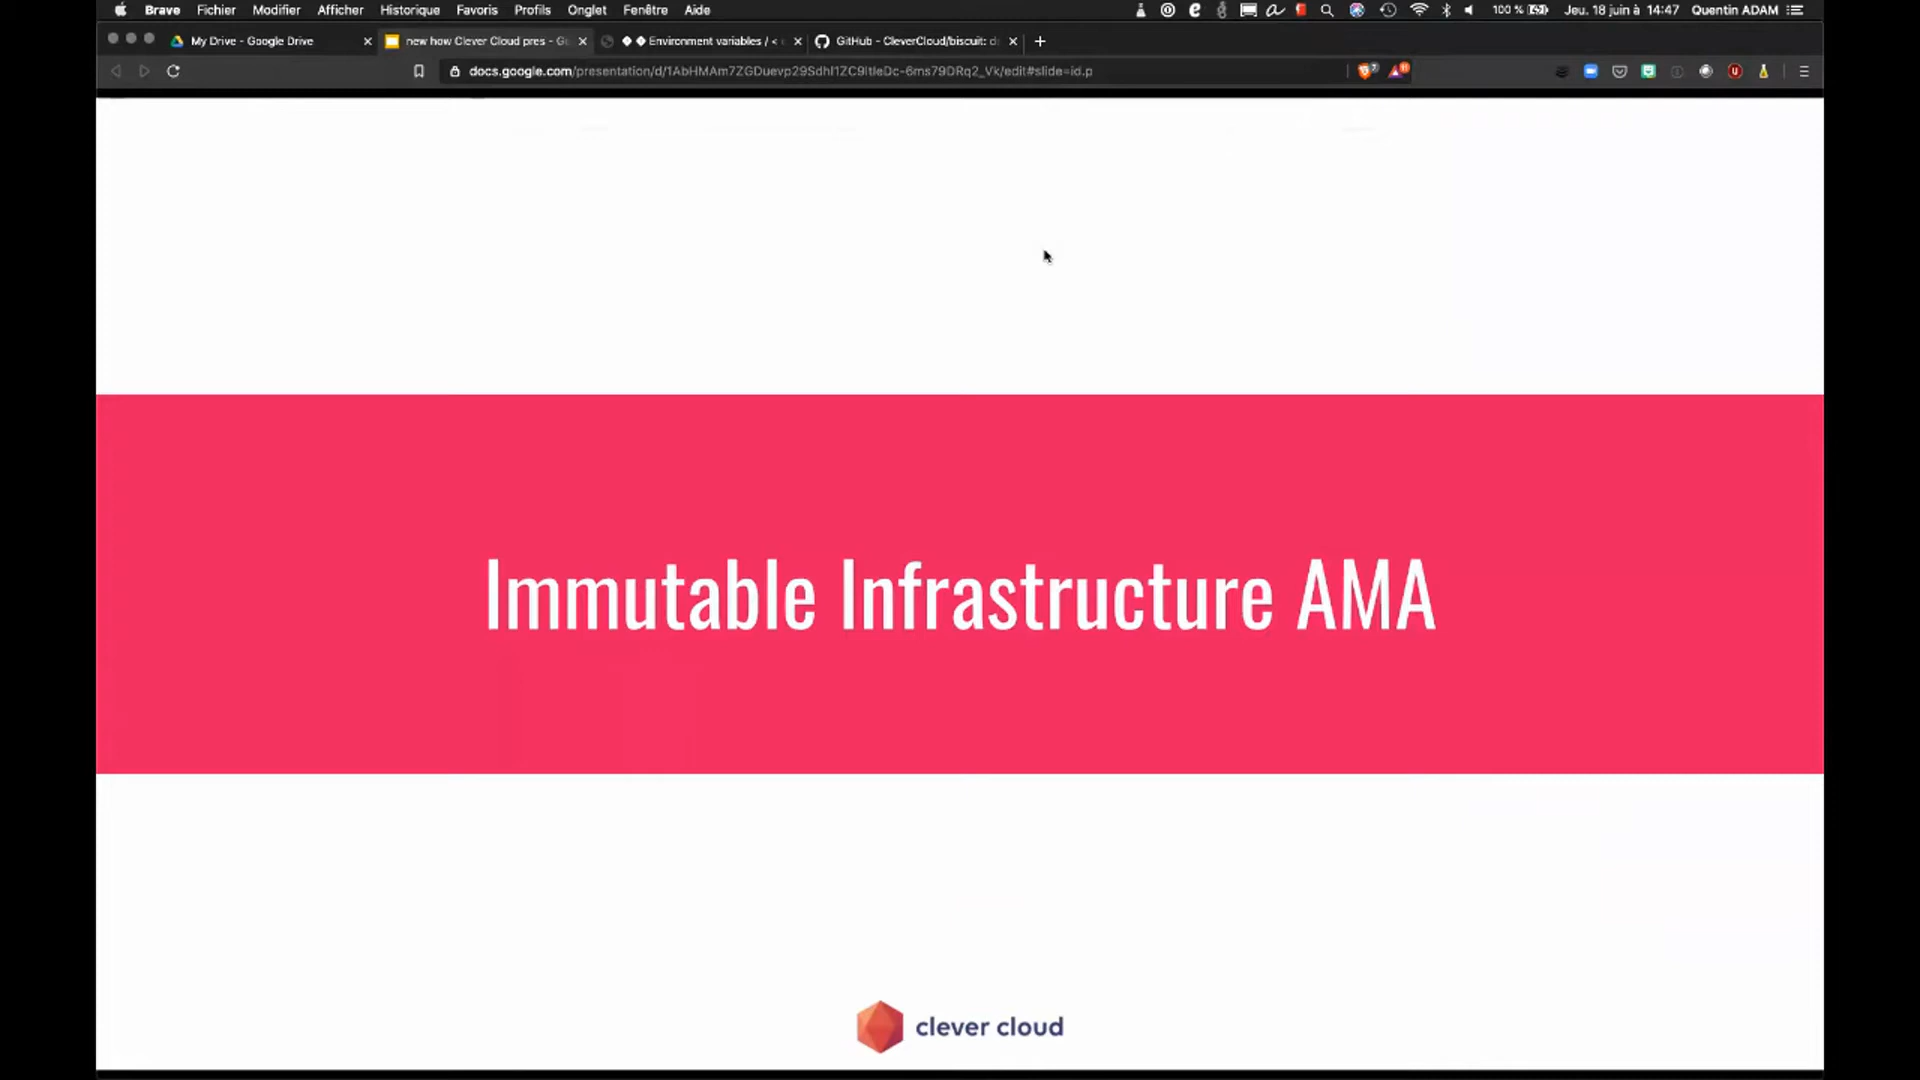 Brave Fichier Modifier Afficher Historique Favoris Profils Onglet Fenêtre Aide 100 % Jeu. 18 juin à 14:47 Quentin ADAM
My Drive - Google Drive new how Clever Cloud pres - G Environment variables / < GitHub - CleverCloud/biscuit:
docs.google.com/presentation/d/1AbHMAm7ZGDuevp29SdhI1ZC9ItleDc-6ms79DRq2_Vk/edit#slide=id.p
Immutable Infrastructure AMA
clever cloud